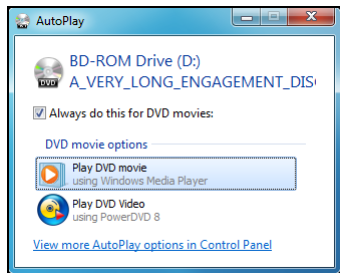 AutoPlay
BD-ROM Drive (D:)
A_VERY_LONG_ENGAGEMENT_DIS
Always do this for DVD movies:
DVD movie options
Play DVD movie
using Windows Media Player
Play DVD Video
using PowerDVD 8
View more AutoPlay options in Control Panel